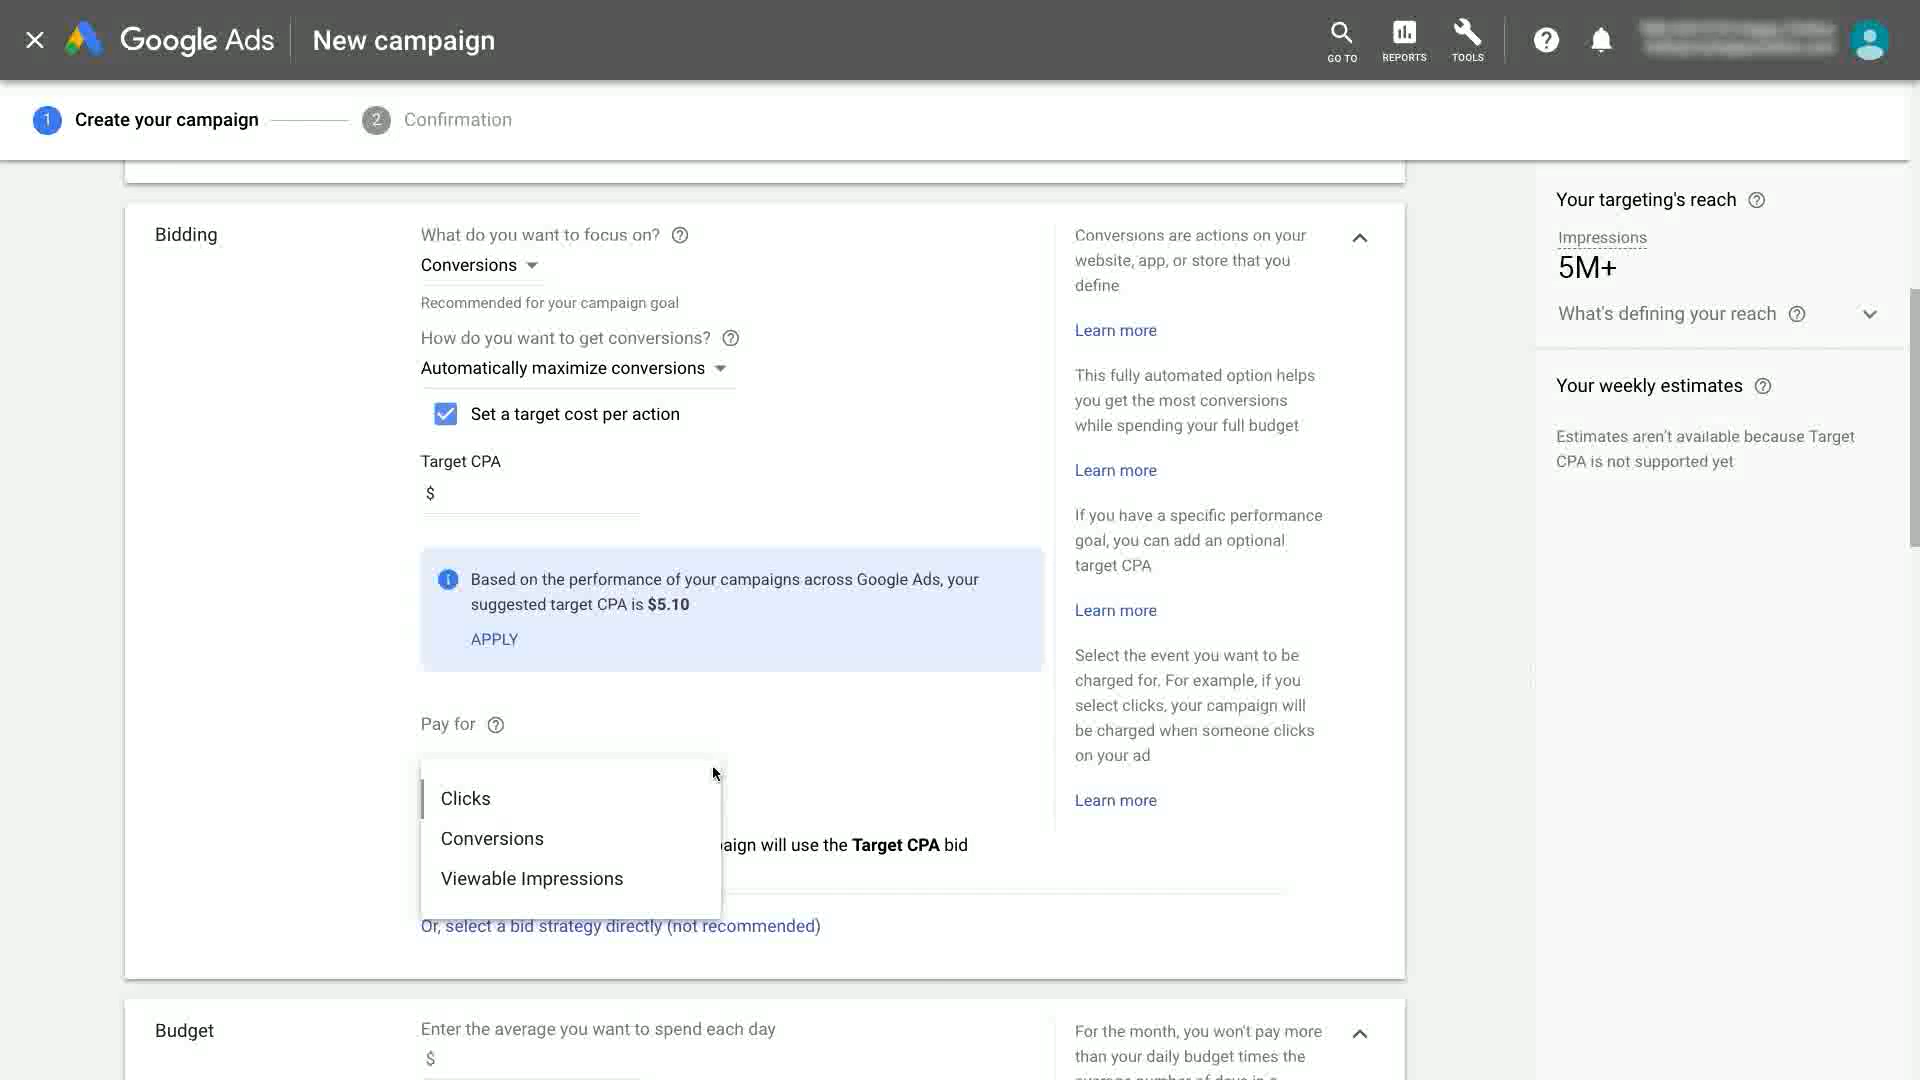 Google Ads
New campaign
GO TO
REPORTS
TOOLS
1 Create your campaign
2 Confirmation
Bidding
What do you want to focus on?
Conversions
Recommended for your campaign goal
How do you want to get conversions?
Automatically maximize conversions
Set a target cost per action
Target CPA
$
Based on the performance of your campaigns across Google Ads, your
suggested target CPA is $5.10
APPLY
Pay for
Clicks
Conversions
Viewable Impressions
aign will use the Target CPA bid
Or, select a bid strategy directly (not recommended)
Conversions are actions on your
website, app, or store that you
define
Learn more
This fully automated option helps
you get the most conversions
while spending your full budget
Learn more
If you have a specific performance
goal, you can add an optional
target CPA
Learn more
Select the event you want to be
charged for. For example, if you
select clicks, your campaign will
be charged when someone clicks
on your ad
Learn more
Your targeting's reach
Impressions
5M+
What's defining your reach
Your weekly estimates
Estimates aren't available because Target
CPA is not supported yet
Budget
Enter the average you want to spend each day
$
For the month, you won't pay more
than your daily budget times the
average number of days in a